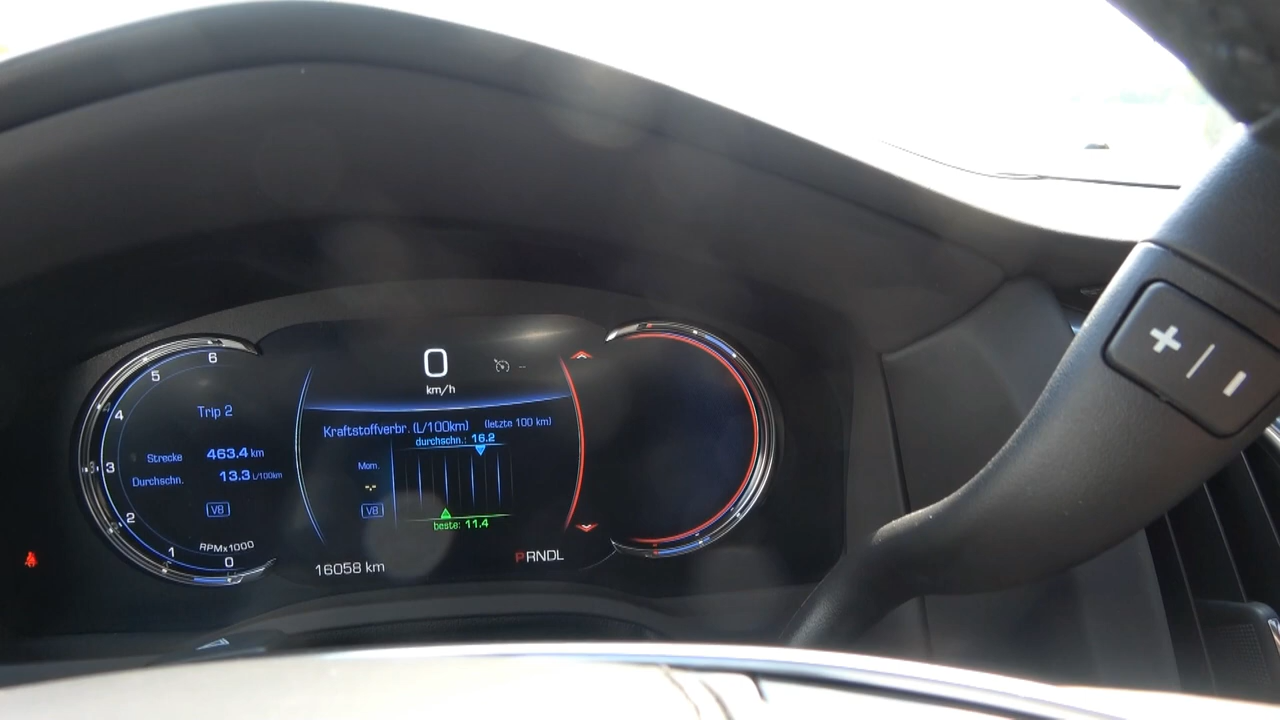 6
5
4
3
2
1
0
RPMx1000
Trip 2
Strecke 463.4 km
Durchschn. 13.3 L/100km
V8
0
km/h
--
Kraftstoffverbr. (L/100km) (letzte 100 km)
durchschn.: 16.2
Mom.
-.-
V8
beste: 11.4
16058 km
PRNDL
+ | -